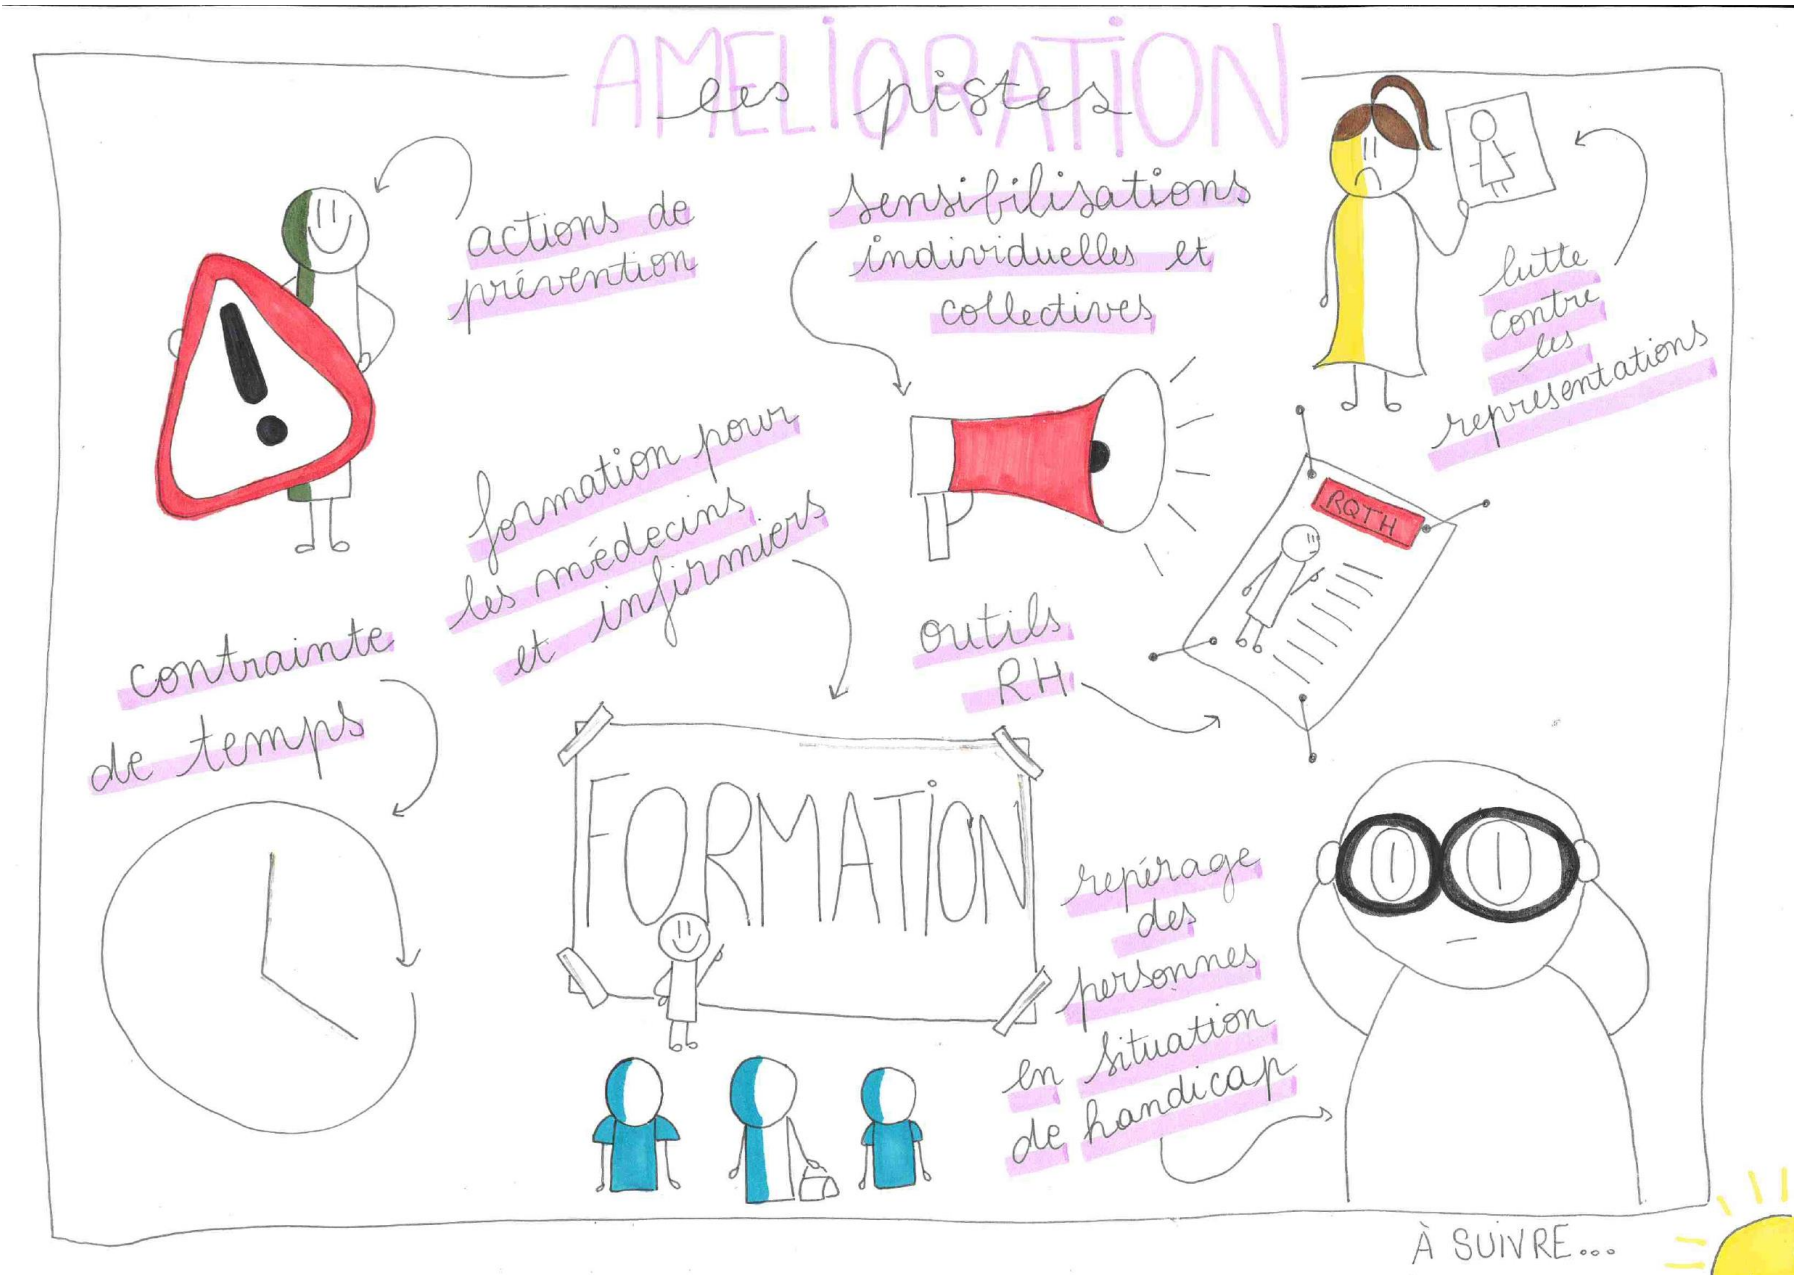 AMELIORATION
les pistes
actions de
prévention
sensibilisations
individuelles et
collectives
lutte
contre
les
représentations
formation pour
les médecins
et infirmiers
RQTH
contrainte
de temps
outils
RH
FORMATION
repérage
des
personnes
en situation
de handicap
À SUIVRE...